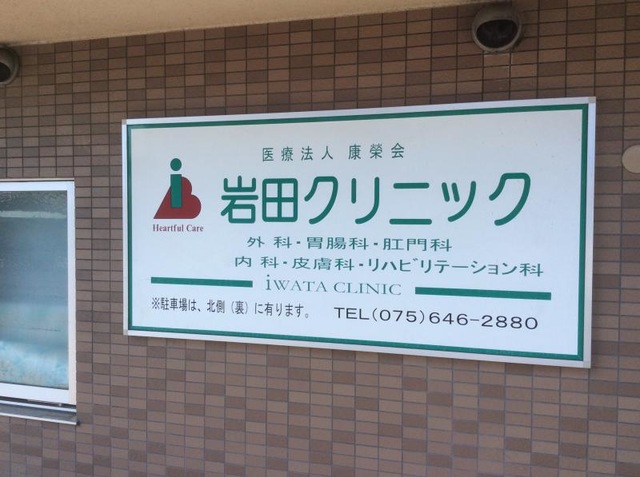 医療法人 康榮会
岩田クリニック
Heartful Care
外科・胃腸科・肛門科
内科・皮膚科・リハビリテーション科
iWATA CLINIC
※駐車場は、北側（裏）に有ります。 TEL(075)646-2880